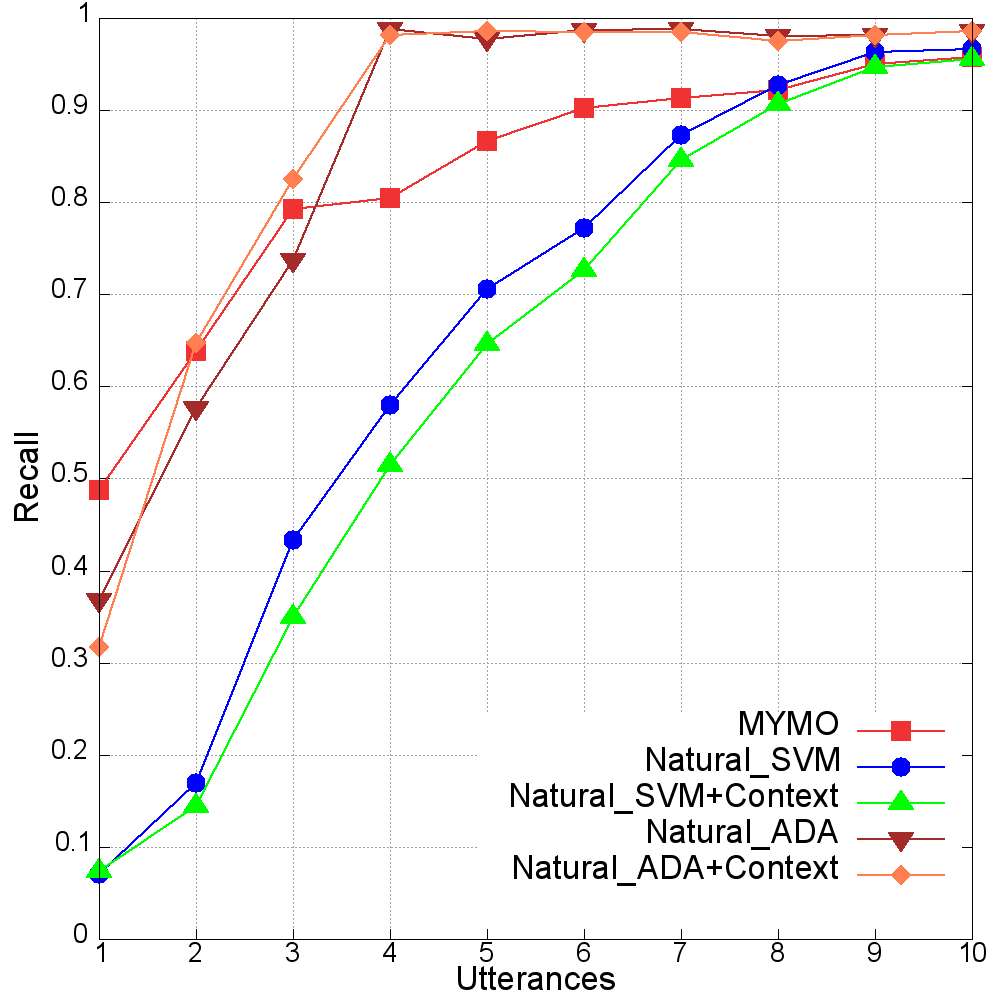 1
0.9
0.8
0.7
0.6
0.5
0.4
0.3
0.2
0.1
0
Recall
MYMO
Natural_SVM
Natural_SVM+Context
Natural_ADA
Natural_ADA+Context
1 2 3 4 5 6 7 8 9 10
Utterances